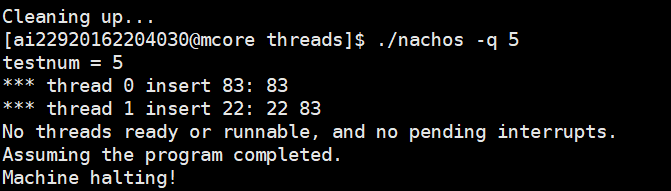 Cleaning up...
[ai22920162204030@mcore threads]$ ./nachos -q 5
testnum = 5
*** thread 0 insert 83: 83
*** thread 1 insert 22: 22 83
No threads ready or runnable, and no pending interrupts.
Assuming the program completed.
Machine halting!